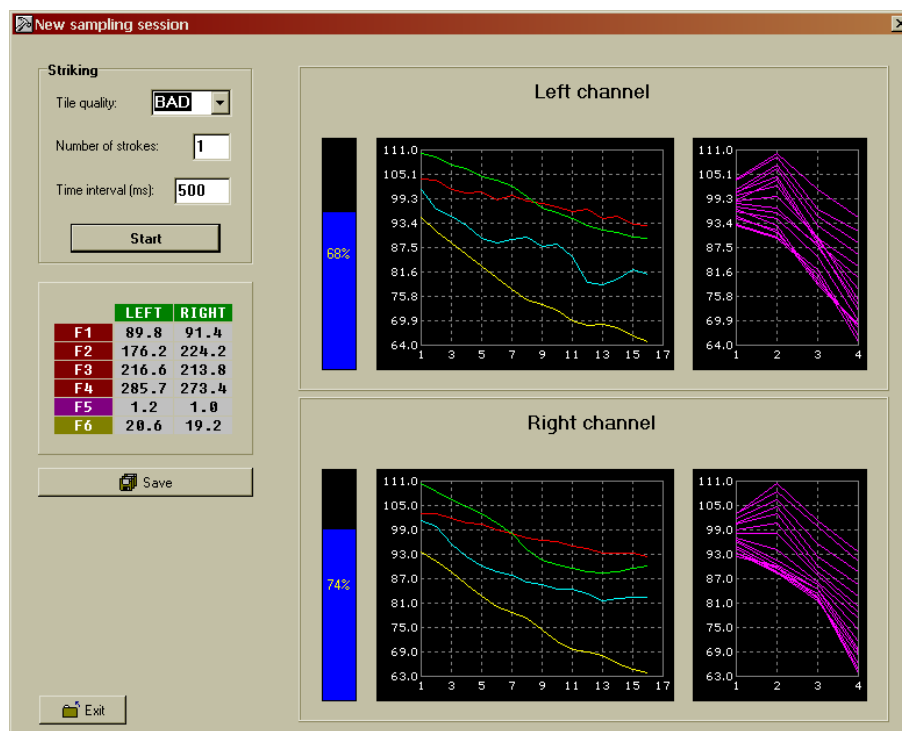 New sampling session
Striking
Tile quality: BAD
Number of strokes: 1
Time interval (ms): 500
Start
LEFT RIGHT
F1 89.8 91.4
F2 176.2 224.2
F3 216.6 213.8
F4 285.7 273.4
F5 1.2 1.0
F6 20.6 19.2
Save
Exit
Left channel
68%
111.0
105.1
99.3
93.4
87.5
81.6
75.8
69.9
64.0
1 3 5 7 9 11 13 15 17
111.0
105.1
99.3
93.4
87.5
81.6
75.8
69.9
64.0
1 2 3 4
Right channel
74%
111.0
105.0
99.0
93.0
87.0
81.0
75.0
69.0
63.0
1 3 5 7 9 11 13 15 17
111.0
105.0
99.0
93.0
87.0
81.0
75.0
69.0
63.0
1 2 3 4